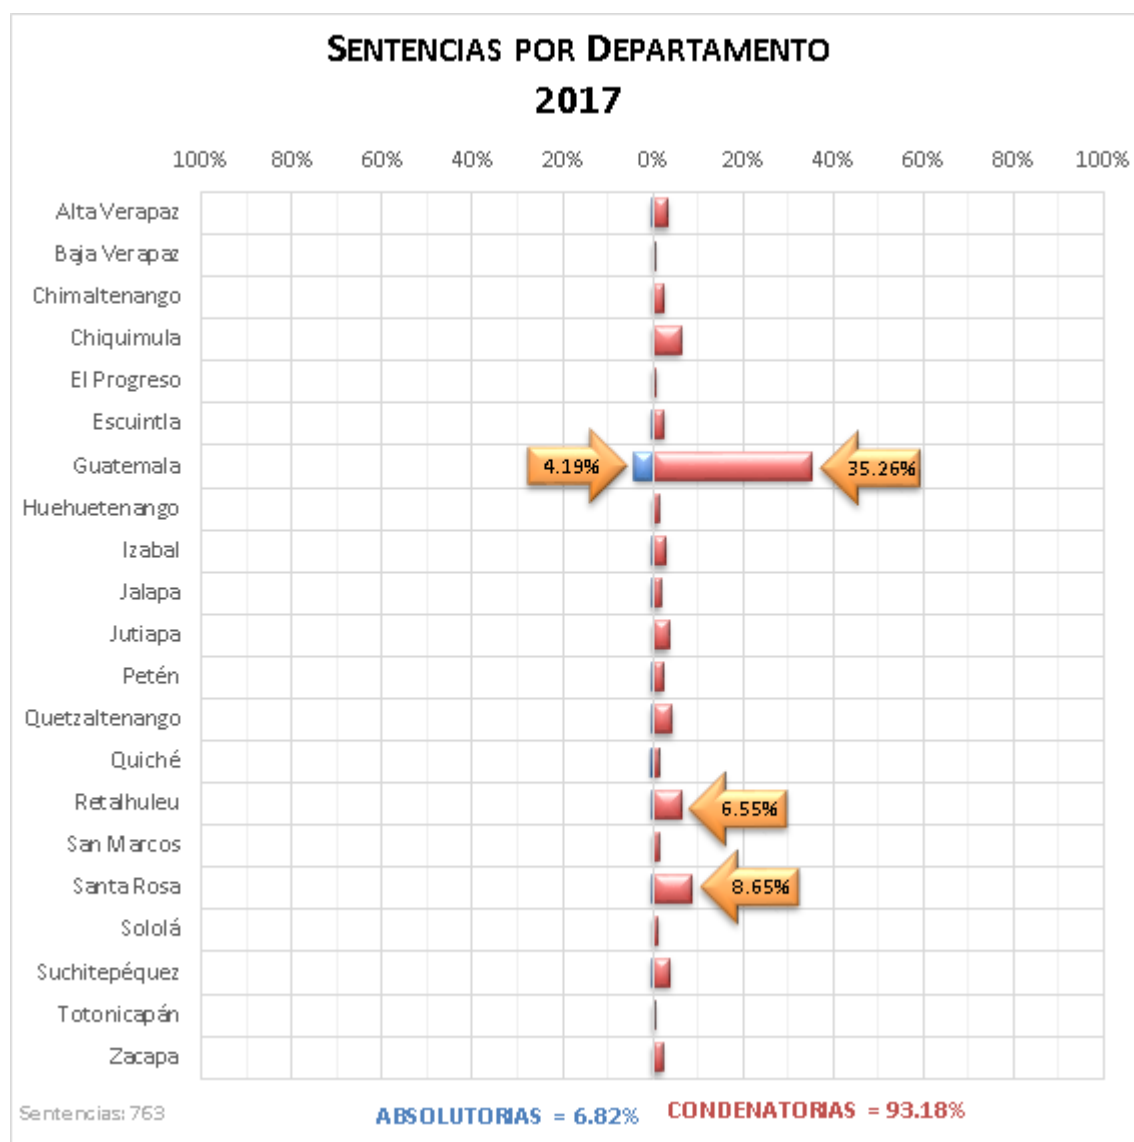 SENTENCIAS POR DEPARTAMENTO
2017
100% 80% 60% 40% 20% 0% 20% 40% 60% 80% 100%
Alta Verapaz
Baja Verapaz
Chimaltenango
Chiquimula
El Progreso
Escuintla
Guatemala 4.19% 35.26%
Huehuetenango
Izabal
Jalapa
Jutiapa
Petén
Quetzaltenango
Quiché
Retalhuleu 6.55%
San Marcos
Santa Rosa 8.65%
Sololá
Suchitepéquez
Totonicapán
Zacapa
Sentencias: 763 ABSOLUTORIAS = 6.82% CONDENATORIAS = 93.18%